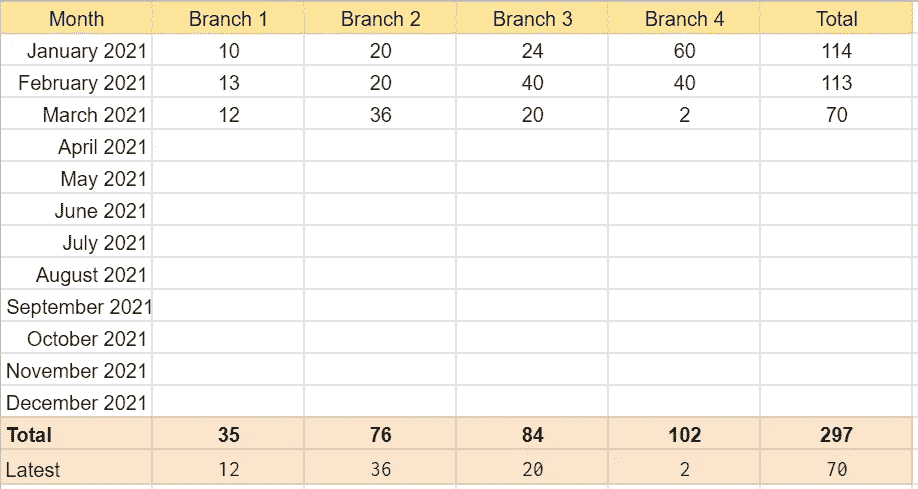 Month Branch 1 Branch 2 Branch 3 Branch 4 Total
January 2021 10 20 24 60 114
February 2021 13 20 40 40 113
March 2021 12 36 20 2 70
April 2021
May 2021
June 2021
July 2021
August 2021
September 2021
October 2021
November 2021
December 2021
Total 35 76 84 102 297
Latest 12 36 20 2 70